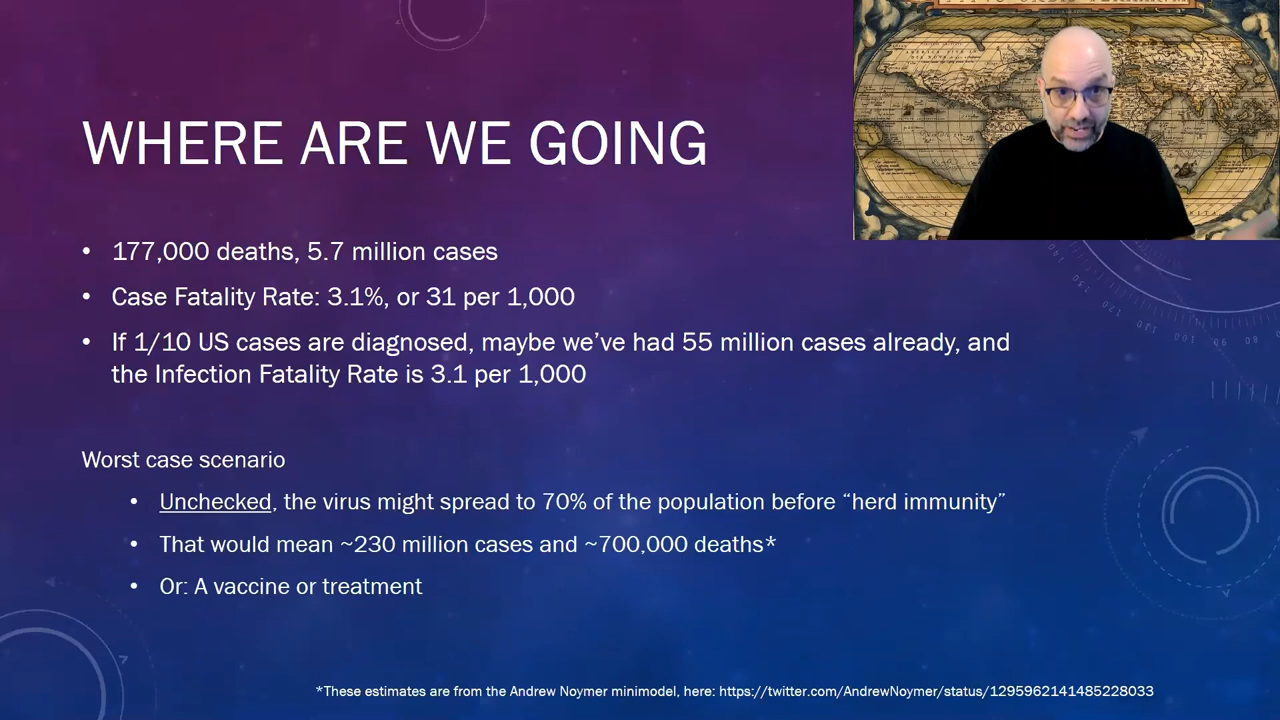 WHERE ARE WE GOING
• 177,000 deaths, 5.7 million cases
• Case Fatality Rate: 3.1%, or 31 per 1,000
• If 1/10 US cases are diagnosed, maybe we’ve had 55 million cases already, and
the Infection Fatality Rate is 3.1 per 1,000
Worst case scenario
• Unchecked, the virus might spread to 70% of the population before “herd immunity”
• That would mean ~230 million cases and ~700,000 deaths*
• Or: A vaccine or treatment
*These estimates are from the Andrew Noymer minimodel, here: https://twitter.com/AndrewNoymer/status/1295962141485228033